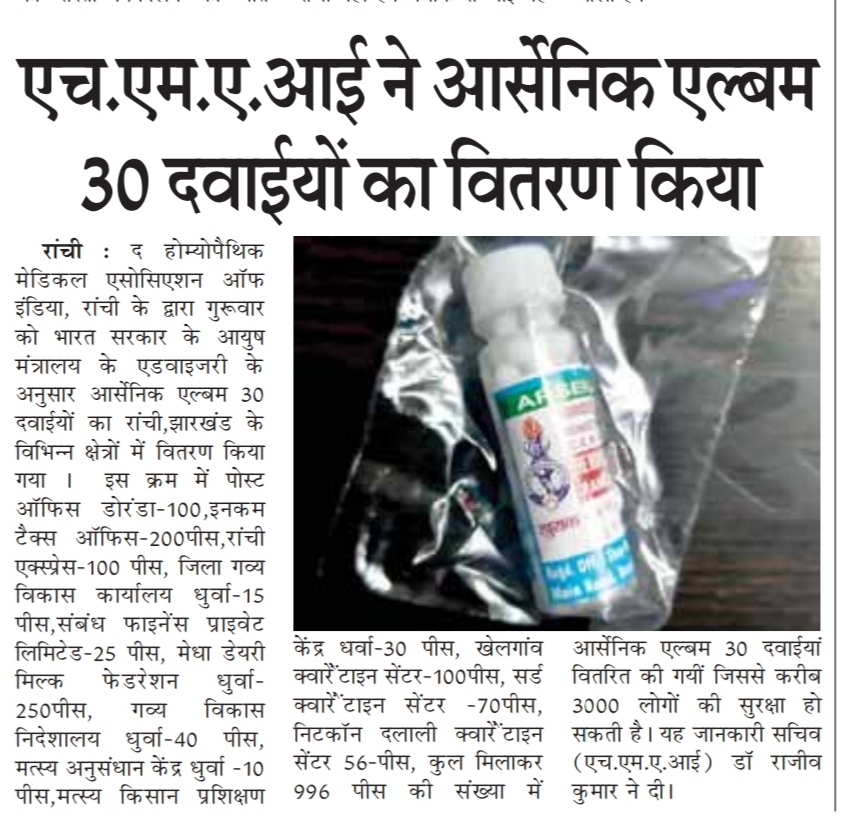 एच.एम.ए.आई ने आर्सेनिक एल्बम
30 दवाईयों का वितरण किया
रांची : द होम्योपैथिक
मेडिकल एसोसिएशन ऑफ
इंडिया, रांची के द्वारा गुरूवार
को भारत सरकार के आयुष
मंत्रालय के एडवाइजरी के
अनुसार आर्सेनिक एल्बम 30
दवाईयों का रांची,झारखंड के
विभिन्न क्षेत्रों में वितरण किया
गया । इस क्रम में पोस्ट
ऑफिस डोरंडा-100,इनकम
टैक्स ऑफिस-200पीस,रांची
एक्स्प्रेस-100 पीस, जिला गव्य
विकास कार्यालय धुर्वा-15
पीस,संबंध फाइनेंस प्राइवेट
लिमिटेड-25 पीस, मेधा डेयरी
मिल्क फेडरेशन धुर्वा-
250पीस, गव्य विकास
निदेशालय धुर्वा-40 पीस,
मत्स्य अनुसंधान केंद्र धुर्वा -10
पीस,मत्स्य किसान प्रशिक्षण
केंद्र धर्वा-30 पीस, खेलगांव
क्वारेंटाइन सेंटर-100पीस, सर्ड
क्वारेंटाइन सेंटर -70पीस,
निटकॉन दलाली क्वारेंटाइन
सेंटर 56-पीस, कुल मिलाकर
996 पीस की संख्या में
आर्सेनिक एल्बम 30 दवाईयां
वितरित की गयीं जिससे करीब
3000 लोगों की सुरक्षा हो
सकती है। यह जानकारी सचिव
(एच.एम.ए.आई) डॉ राजीव
कुमार ने दी।